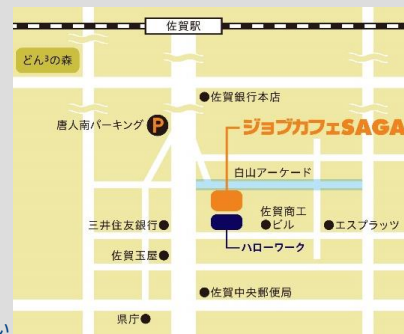 佐賀駅
どん³の森
佐賀銀行本店
唐人南パーキング P
ジョブカフェSAGA
白山アーケード
佐賀商工
ビル
三井住友銀行
エスプラッツ
ハローワーク
佐賀玉屋
佐賀中央郵便局
県庁
い